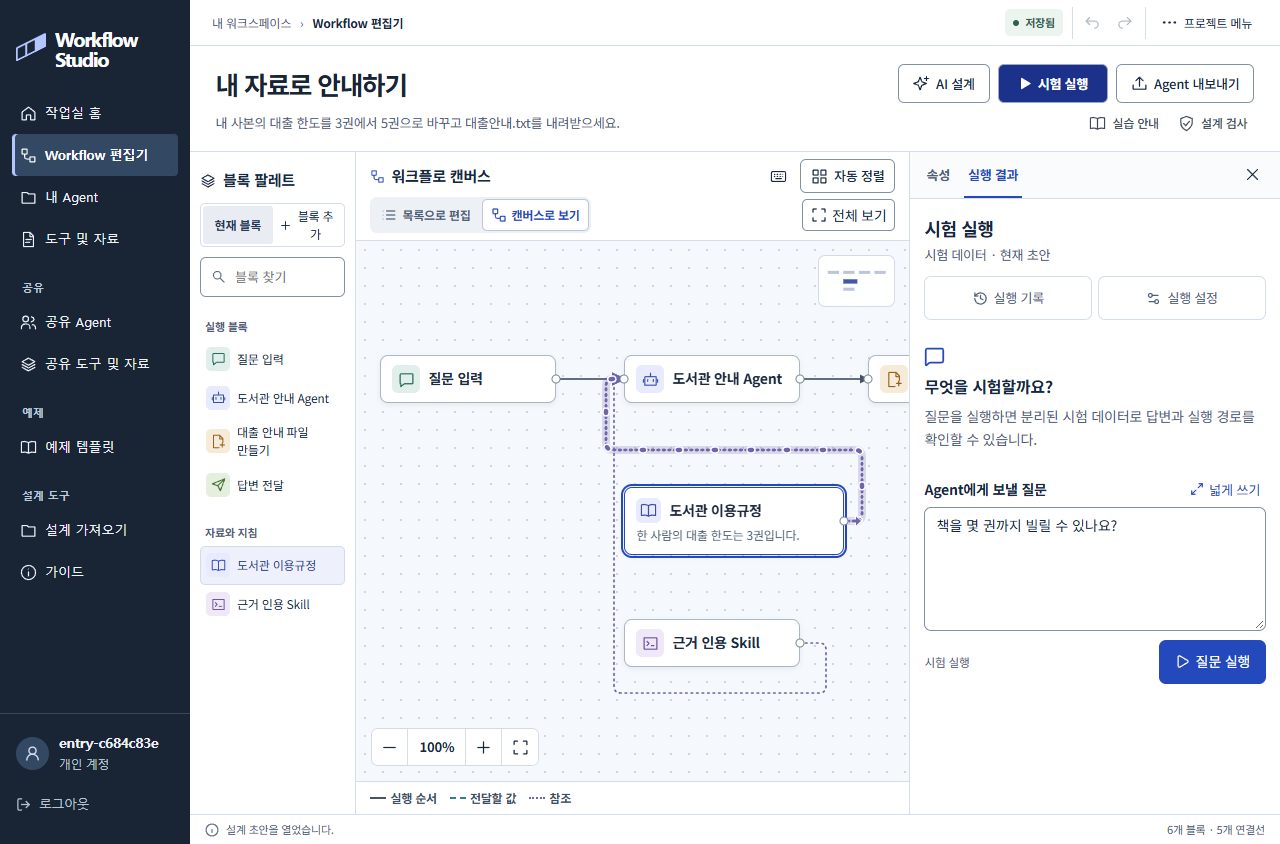 Workflow
Studio
작업실 홈
Workflow 편집기
내 Agent
도구 및 자료
공유
공유 Agent
공유 도구 및 자료
예제
예제 템플릿
설계 도구
설계 가져오기
가이드
entry-c684c83e
개인 계정
로그아웃
내 워크스페이스 › Workflow 편집기
저장됨
프로젝트 메뉴
내 자료로 안내하기
AI 설계
시험 실행
Agent 내보내기
내 사본의 대출 한도를 3권에서 5권으로 바꾸고 대출안내.txt를 내려받으세요.
실습 안내
설계 검사
블록 팔레트
현재 블록
블록 추
가
블록 찾기
실행 블록
질문 입력
도서관 안내 Agent
대출 안내 파일
만들기
답변 전달
자료와 지침
도서관 이용규정
근거 인용 Skill
워크플로 캔버스
자동 정렬
목록으로 편집
캔버스로 보기
전체 보기
질문 입력
도서관 안내 Agent
도서관 이용규정
한 사람의 대출 한도는 3권입니다.
근거 인용 Skill
100%
실행 순서
전달할 값
참조
속성
실행 결과
시험 실행
시험 데이터 · 현재 초안
실행 기록
실행 설정
무엇을 시험할까요?
질문을 실행하면 분리된 시험 데이터로 답변과 실행 경로를
확인할 수 있습니다.
Agent에게 보낼 질문
넓게 쓰기
책을 몇 권까지 빌릴 수 있나요?
시험 실행
질문 실행
설계 초안을 열었습니다.
6개 블록 · 5개 연결선